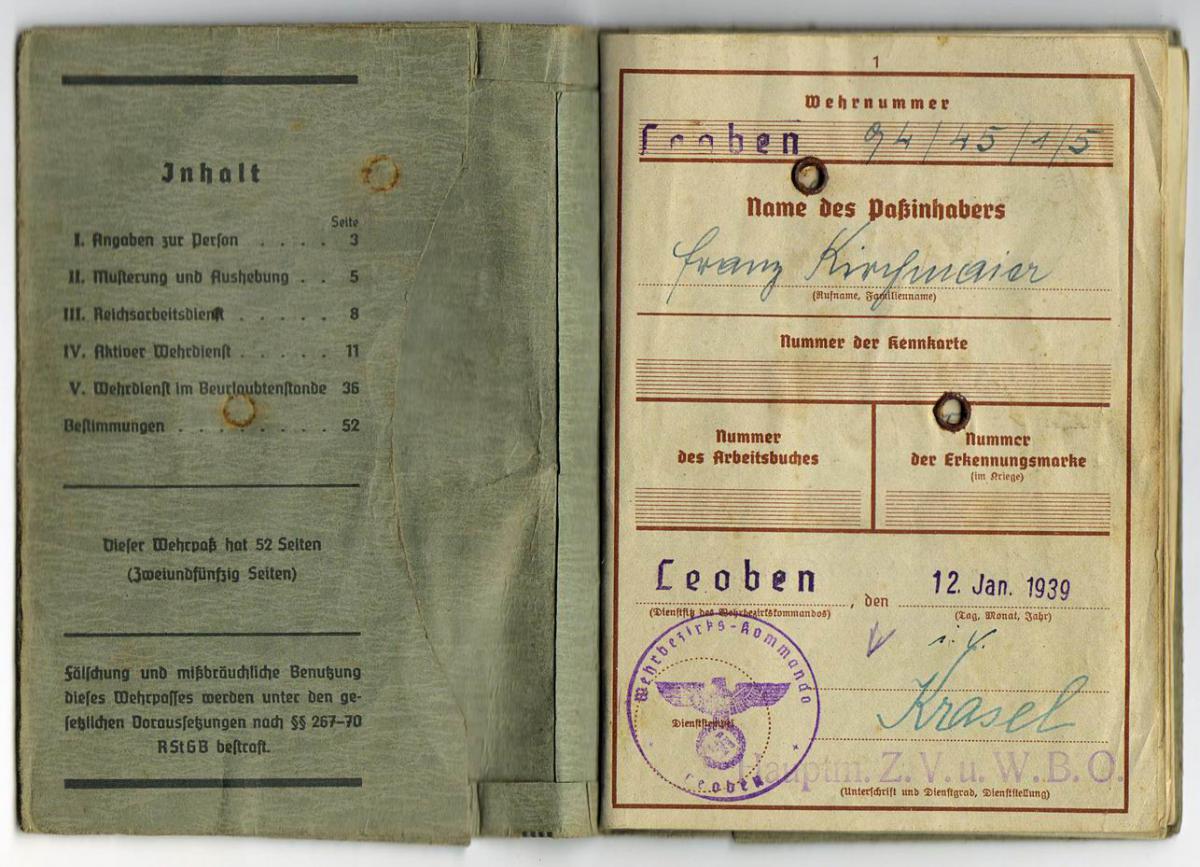 Inhalt
Seite
I. Angaben zur Person . . . . 3
II. Musterung und Aushebung . . 5
III. Reichsarbeitsdienst . . . . . 8
IV. Aktiver Wehrdienst . . . . . 11
V. Wehrdienst im Beurlaubtenstande 36
Bestimmungen . . . . . . . . 52
Dieser Wehrpaß hat 52 Seiten
(Zweiundfünfzig Seiten)
Fälschung und mißbräuchliche Benutzung
dieses Wehrpasses werden unter den ge-
setzlichen Voraussetzungen nach §§ 267-70
RStGB bestraft.
1
Wehrnummer
Leoben 94/45/1/5
Name des Paßinhabers
Franz Kirchmaier
(Rufname, Familienname)
Nummer der Kennkarte
Nummer
des Arbeitsbuches
Nummer
der Erkennungsmarke
(im Kriege)
Leoben, den 12. Jan. 1939
(Dienstsitz des Wehrbezirkskommandos)
(Tag, Monat, Jahr)
i. V.
Wehrbezirks-Kommando
Dienststempel
Leoben
Krasel
Hauptm. Z. V. u. W. B. O.
(Unterschrift und Dienstgrad, Dienststellung)